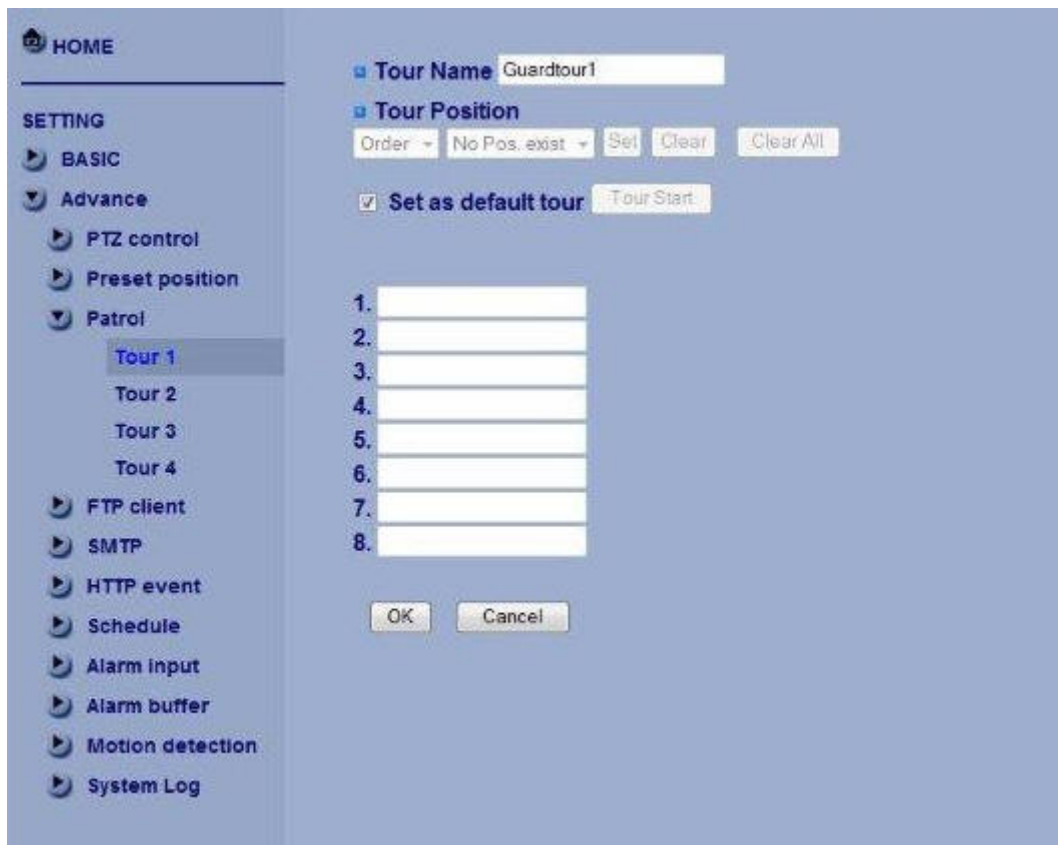 HOME
SETTING
BASIC
Advance
PTZ control
Preset position
Patrol
Tour 1
Tour 2
Tour 3
Tour 4
FTP client
SMTP
HTTP event
Schedule
Alarm input
Alarm buffer
Motion detection
System Log
Tour Name Guardtour1
Tour Position
Order No Pos. exist Set Clear Clear All
Set as default tour Tour Start
1.
2.
3.
4.
5.
6.
7.
8.
OK Cancel